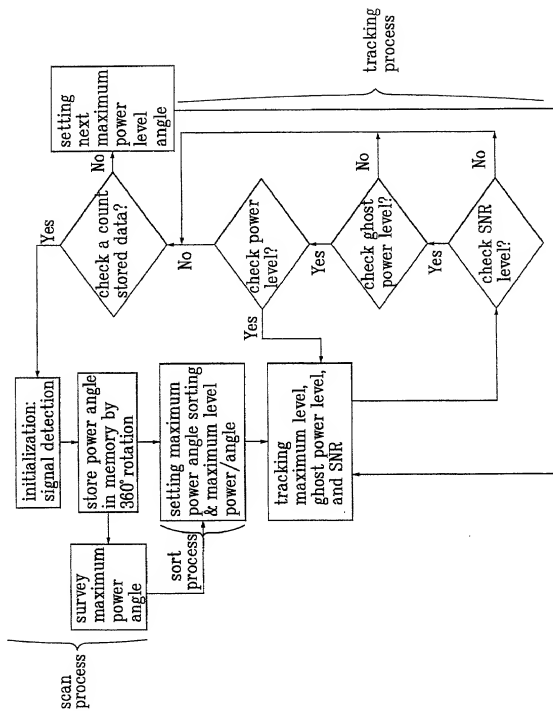 scan
process
initialization:
signal detection
store power angle
in memory by
360° rotation
survey
maximum
power
angle
sort
process
setting maximum
power angle sorting
& maximum level
power/angle
tracking
maximum level,
ghost power level,
and SNR
Yes
check a count
stored data?
No
setting
next
maximum
power
level
angle
No
check power
level?
Yes
Yes
check ghost
power level?
No
Yes
check SNR
level?
No
tracking
process